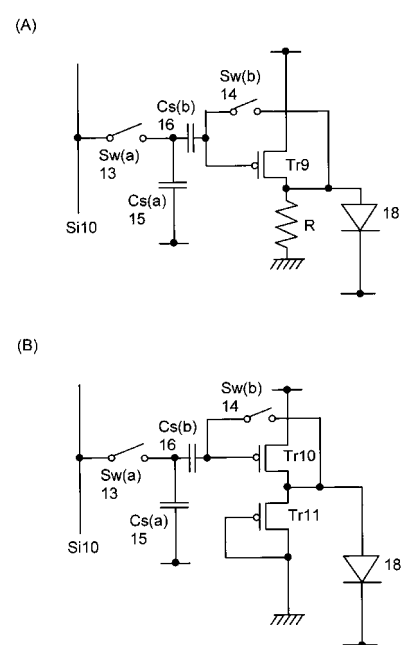 (A)
Sw(b)
14
Cs(b)
16
Tr9
Sw(a)
13
Cs(a)
15
R
18
Si10
(B)
Sw(b)
14
Cs(b)
16
Tr10
Sw(a)
13
Tr11
Cs(a)
15
18
Si10